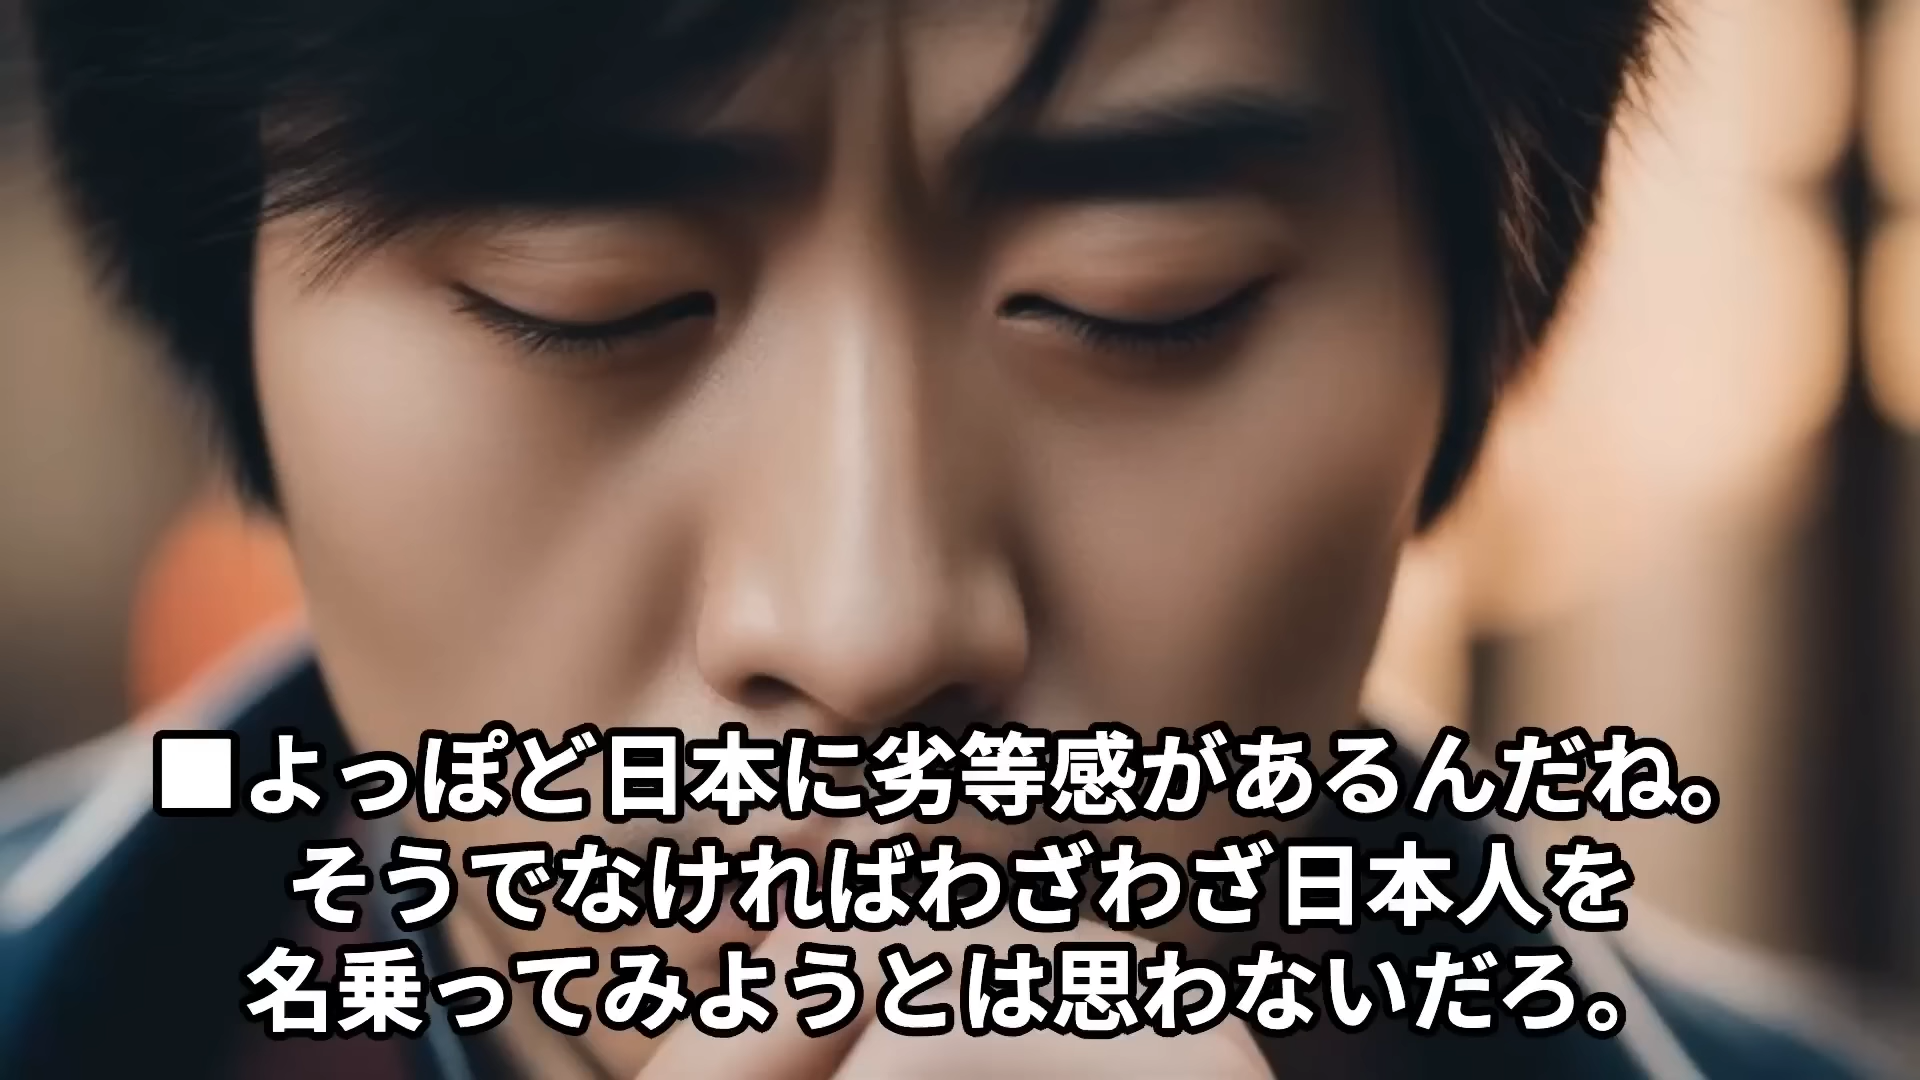 ■よっぽど日本に劣等感があるんだね。
そうでなければわざわざ日本人を
名乗ってみようとは思わないだろ。